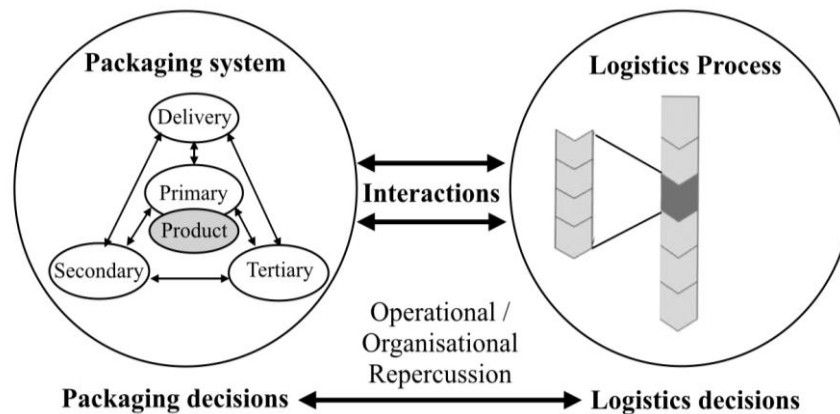 Packaging system
Delivery
Primary
Product
Secondary
Tertiary
Interactions
Logistics Process
Operational /
Organisational
Repercussion
Packaging decisions
Logistics decisions